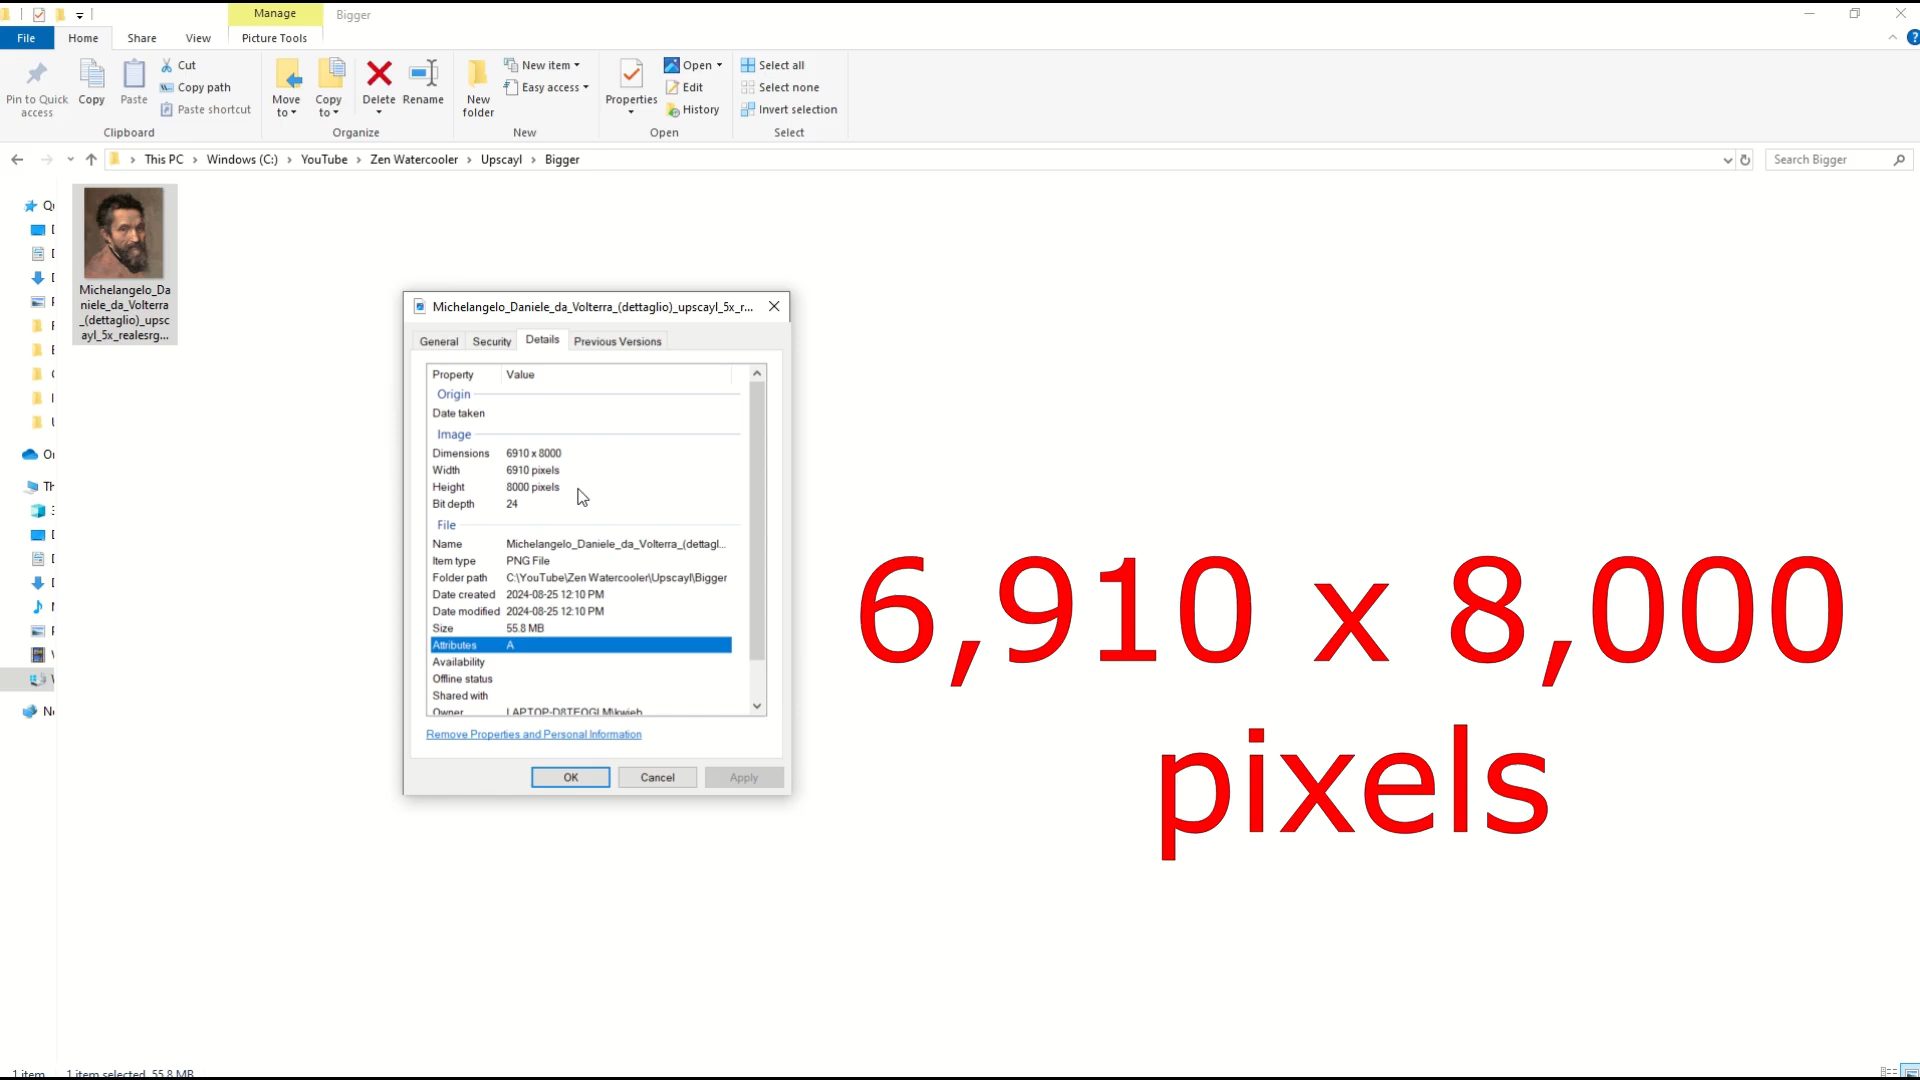 Manage
Bigger
File
Home
Share
View
Picture Tools
Pin to Quick
access
Copy
Paste
Cut
Copy path
Paste shortcut
Clipboard
Move
to
Copy
to
Delete
Rename
Organize
New
folder
New item
Easy access
New
Properties
Open
Edit
History
Open
Select all
Select none
Invert selection
Select
This PC > Windows (C:) > YouTube > Zen Watercooler > Upscayl > Bigger
Search Bigger
Michelangelo_Da
niele_da_Volterra
_(dettaglio)_upsc
ayl_5x_realesrg...
Michelangelo_Daniele_da_Volterra_(dettaglio)_upscayl_5x_r...
General
Security
Details
Previous Versions
Property Value
Origin
Date taken
Image
Dimensions 6910 x 8000
Width 6910 pixels
Height 8000 pixels
Bit depth 24
File
Name Michelangelo_Daniele_da_Volterra_(dettagl...
Item type PNG File
Folder path C:\YouTube\Zen Watercooler\Upscayl\Bigger
Date created 2024-08-25 12:10 PM
Date modified 2024-08-25 12:10 PM
Size 55.8 MB
Attributes A
Availability
Offline status
Shared with
Owner
Remove Properties and Personal Information
OK
Cancel
Apply
6,910 x 8,000
pixels
1 item
1 item selected 55.8 MB